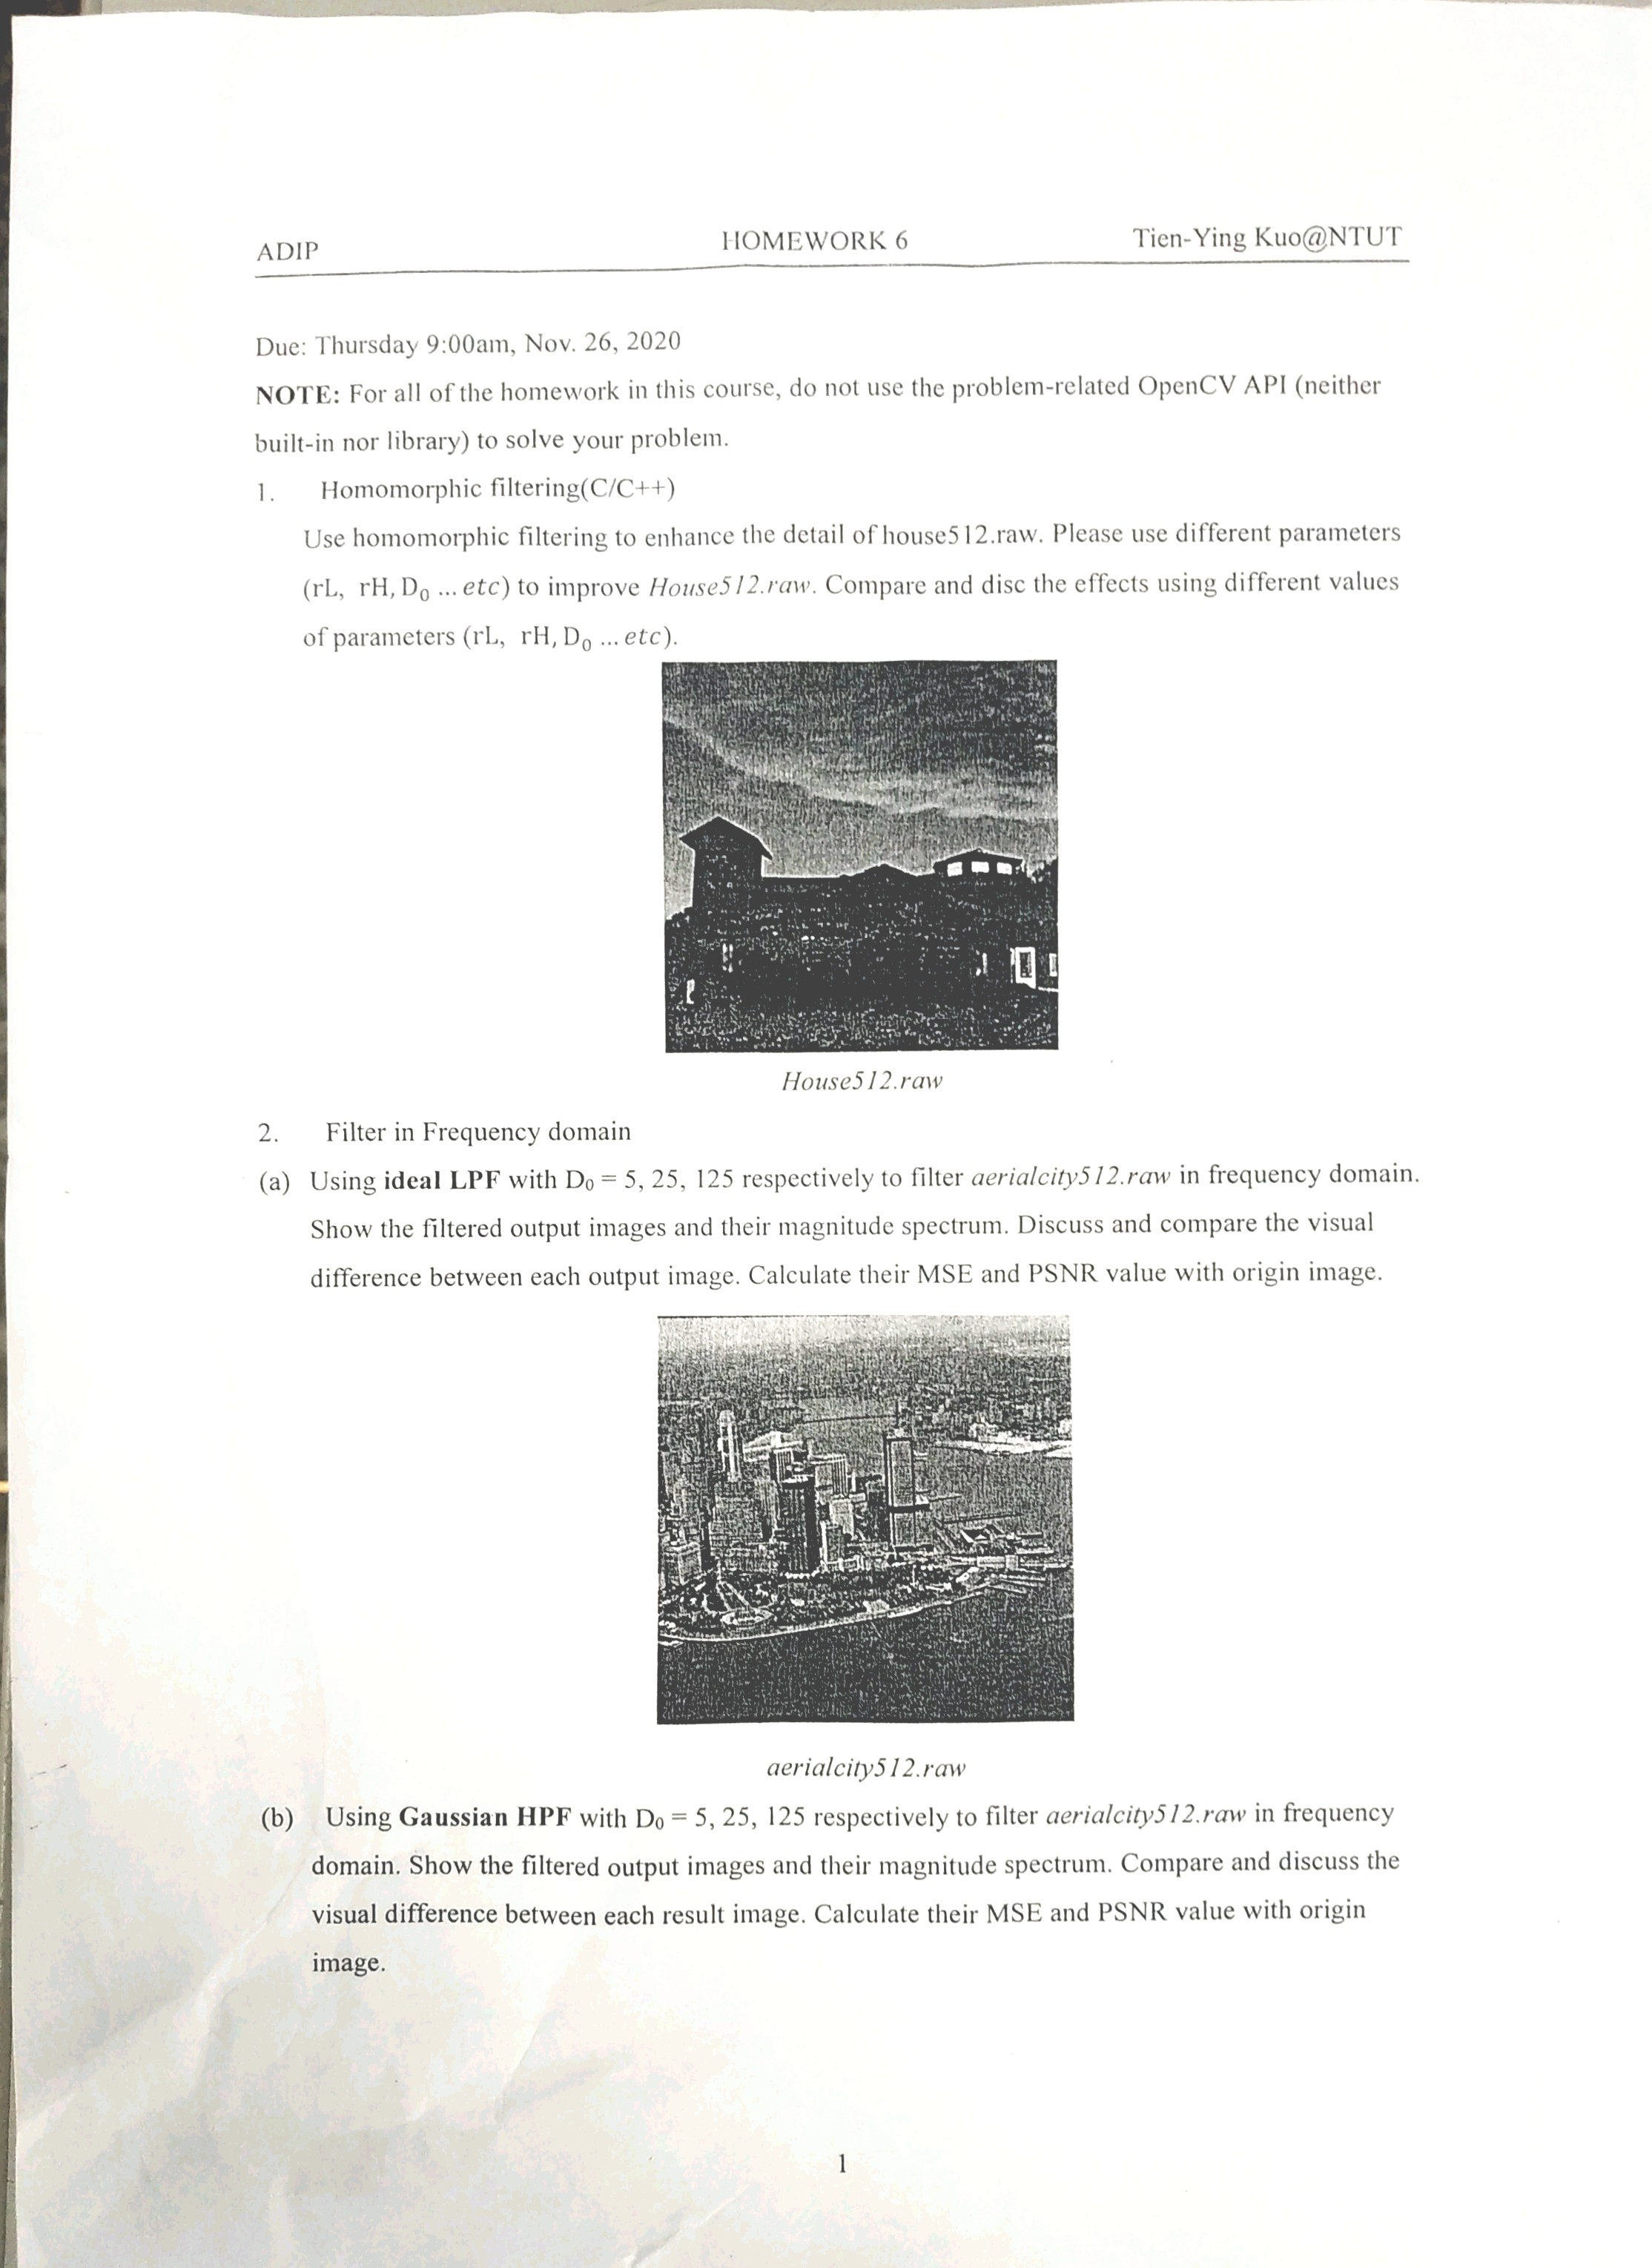 ADIP HOMEWORK 6 Tien-Ying Kuo@NTUT
Due: Thursday 9:00am, Nov. 26, 2020
NOTE: For all of the homework in this course, do not use the problem-related OpenCV API (neither
built-in nor library) to solve your problem.
1. Homomorphic filtering(C/C++)
Use homomorphic filtering to enhance the detail of house512.raw. Please use different parameters
(rL, rH, D₀ ... etc) to improve House512.raw. Compare and disc the effects using different values
of parameters (rL, rH, D₀ ... etc).
House512.raw
2. Filter in Frequency domain
(a) Using ideal LPF with D₀ = 5, 25, 125 respectively to filter aerialcity512.raw in frequency domain.
Show the filtered output images and their magnitude spectrum. Discuss and compare the visual
difference between each output image. Calculate their MSE and PSNR value with origin image.
aerialcity512.raw
(b) Using Gaussian HPF with D₀ = 5, 25, 125 respectively to filter aerialcity512.raw in frequency
domain. Show the filtered output images and their magnitude spectrum. Compare and discuss the
visual difference between each result image. Calculate their MSE and PSNR value with origin
image.
1